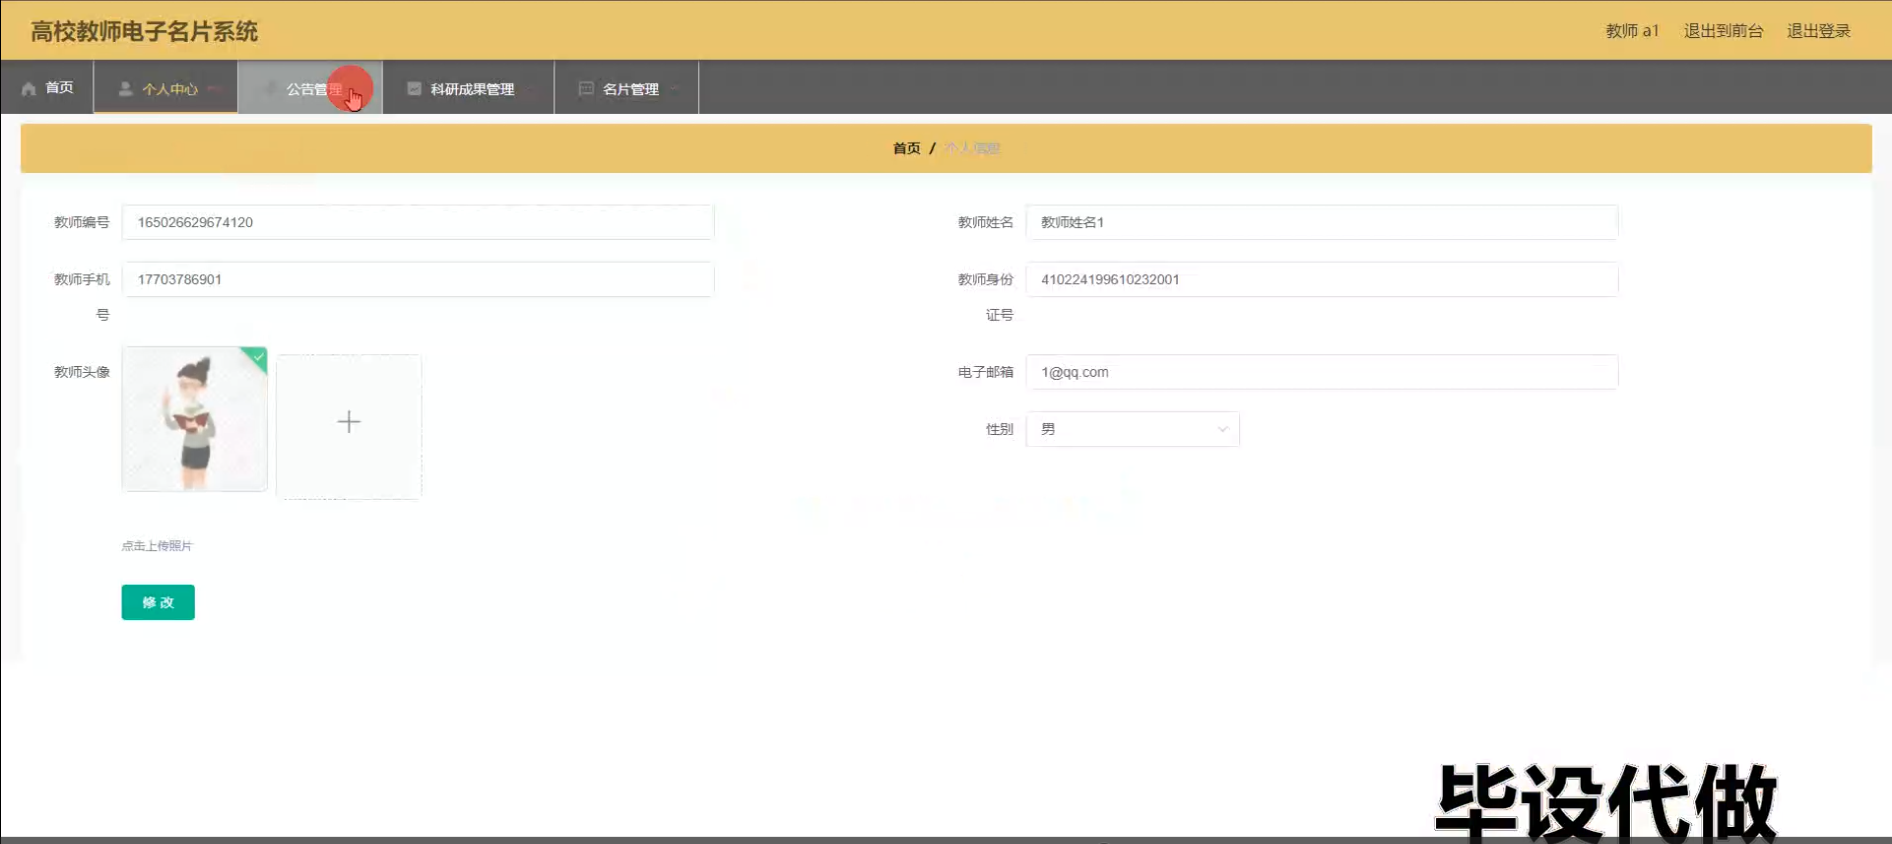 高校教师电子名片系统
教师 a1 退出到前台 退出登录
首页 个人中心 公告管理 科研成果管理 名片管理
首页 / 个人信息
教师编号 165026629674120 教师姓名 教师姓名1
教师手机号 17703786901 教师身份证号 410224199610232001
教师头像 电子邮箱 1@qq.com
性别 男
点击上传照片
修改
毕设代做